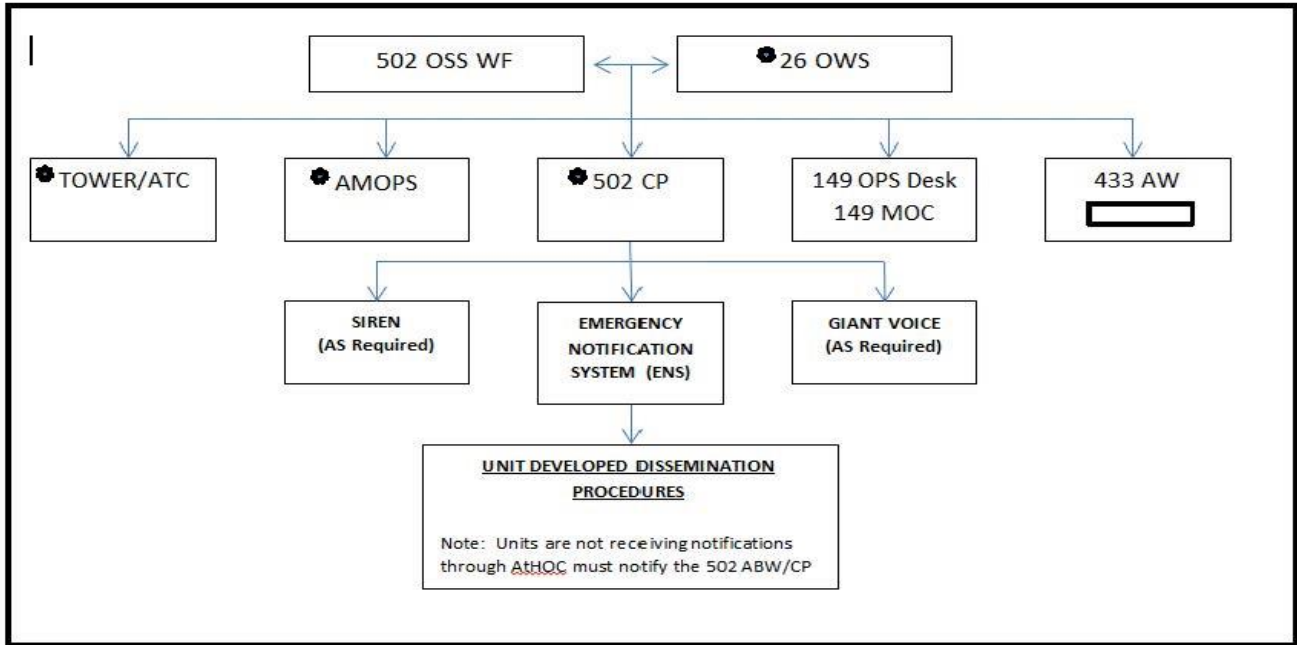 502 OSS WF
26 OWS
TOWER/ATC
AMOPS
502 CP
149 OPS Desk
149 MOC
433 AW
SIREN
(AS Required)
EMERGENCY
NOTIFICATION
SYSTEM (ENS)
GIANT VOICE
(AS Required)
UNIT DEVELOPED DISSEMINATION
PROCEDURES
Note: Units are not receiving notifications
through AtHOC must notify the 502 ABW/CP